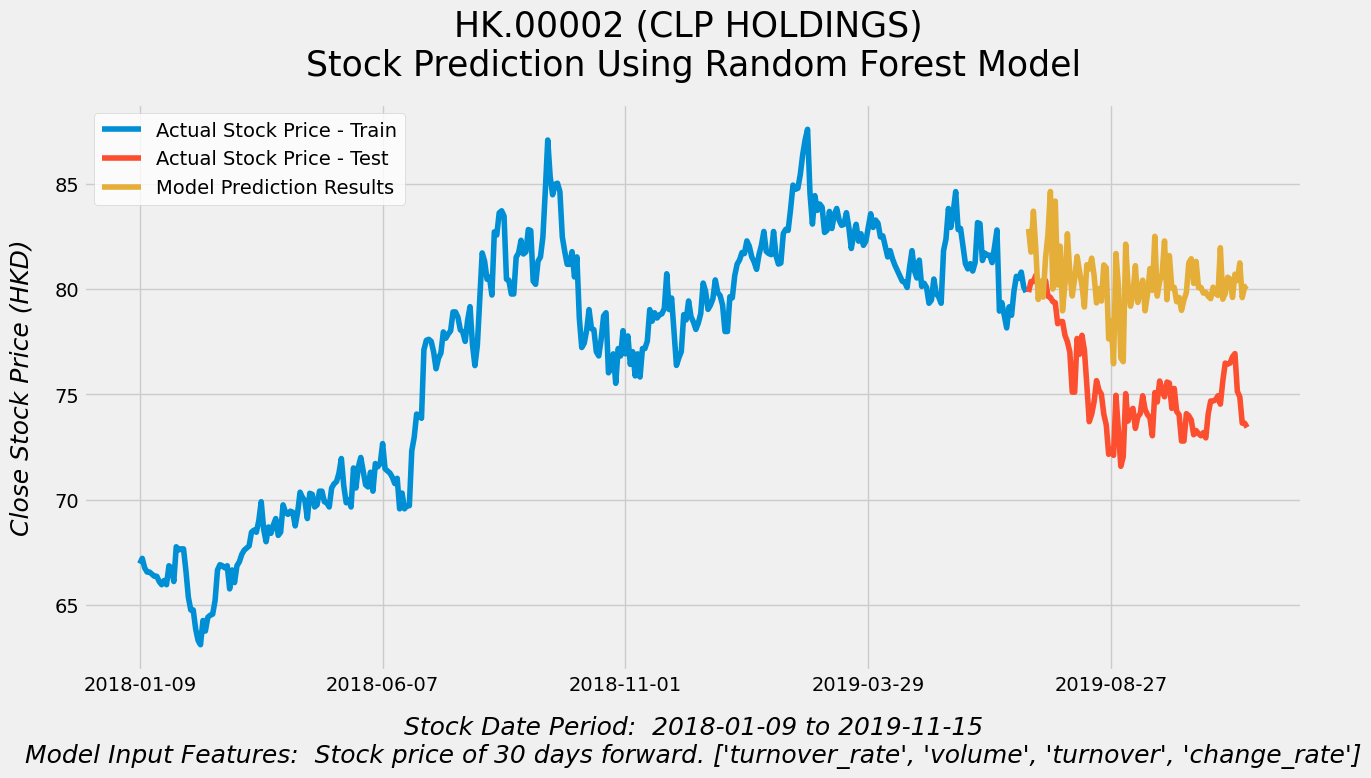 HK.00002 (CLP HOLDINGS)
Stock Prediction Using Random Forest Model
Actual Stock Price - Train
Actual Stock Price - Test
Model Prediction Results
Close Stock Price (HKD)
85
80
75
70
65
2018-01-09 2018-06-07 2018-11-01 2019-03-29 2019-08-27
Stock Date Period:  2018-01-09 to 2019-11-15
Model Input Features:  Stock price of 30 days forward. ['turnover_rate', 'volume', 'turnover', 'change_rate']